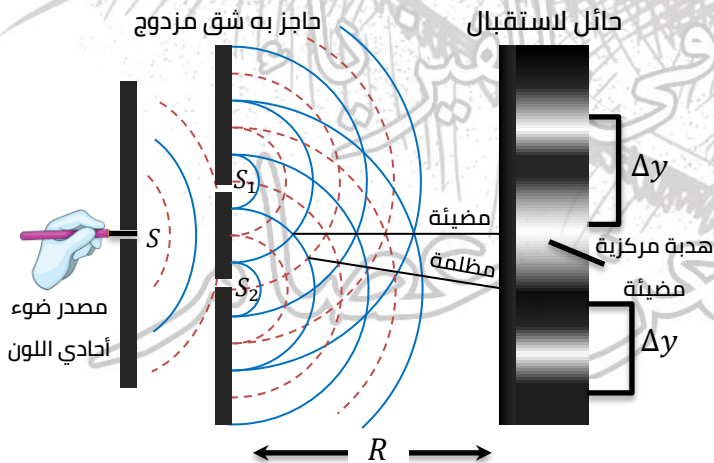 حاجز به شق مزدوج
حائل لاستقبال
S
S₁
S₂
مضيئة
مظلمة
مصدر ضوء
أحادي اللون
Δy
هدبة مركزية
مضيئة
Δy
R